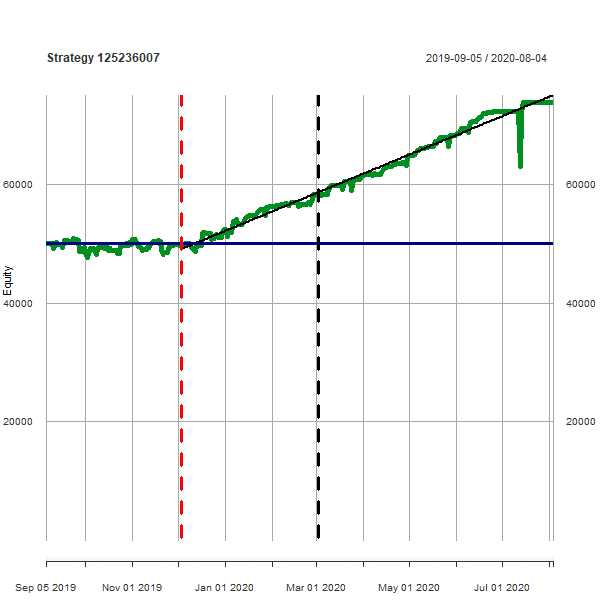 Strategy 125236007
2019-09-05 / 2020-08-04
60000
60000
Equity
40000
40000
20000
20000
Sep 05 2019
Nov 01 2019
Jan 01 2020
Mar 01 2020
May 01 2020
Jul 01 2020